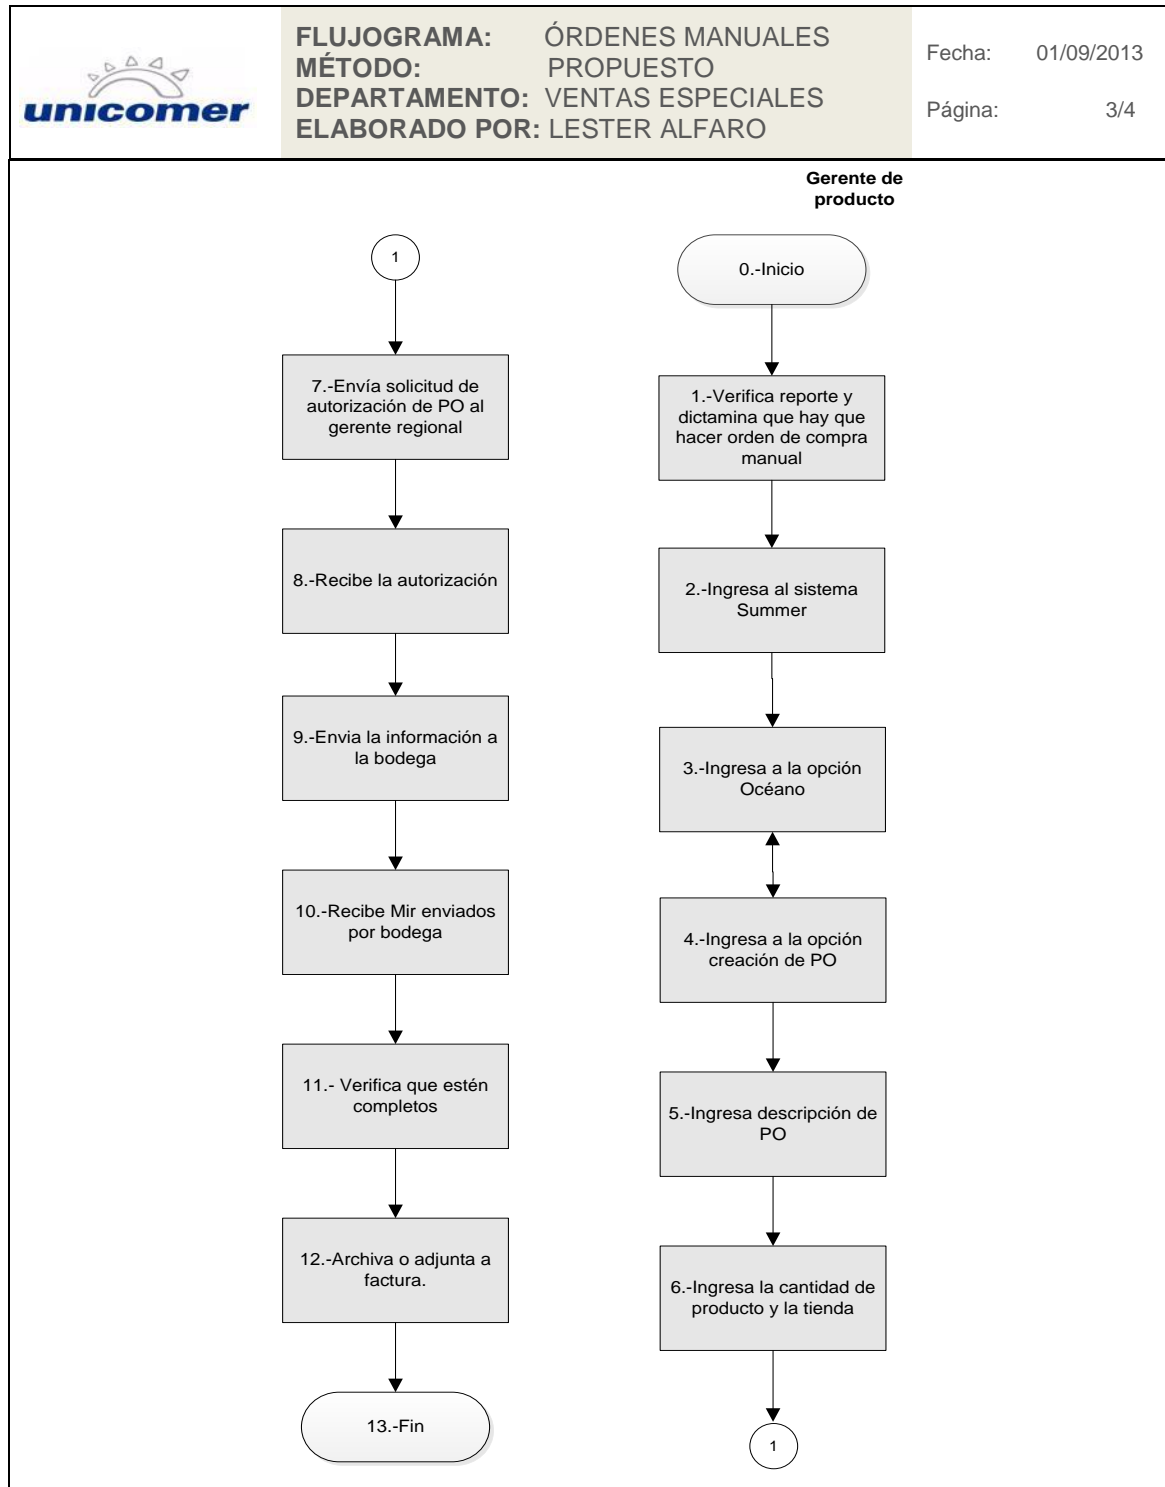 unicomer
FLUJOGRAMA: ÓRDENES MANUALES
MÉTODO: PROPUESTO
DEPARTAMENTO: VENTAS ESPECIALES
ELABORADO POR: LESTER ALFARO
Fecha: 01/09/2013
Página: 3/4
Gerente de
producto
0.-Inicio
1.-Verifica reporte y
dictamina que hay que
hacer orden de compra
manual
2.-Ingresa al sistema
Summer
3.-Ingresa a la opción
Océano
4.-Ingresa a la opción
creación de PO
5.-Ingresa descripción de
PO
6.-Ingresa la cantidad de
producto y la tienda
1
1
7.-Envía solicitud de
autorización de PO al
gerente regional
8.-Recibe la autorización
9.-Envia la información a
la bodega
10.-Recibe Mir enviados
por bodega
11.- Verifica que estén
completos
12.-Archiva o adjunta a
factura.
13.-Fin